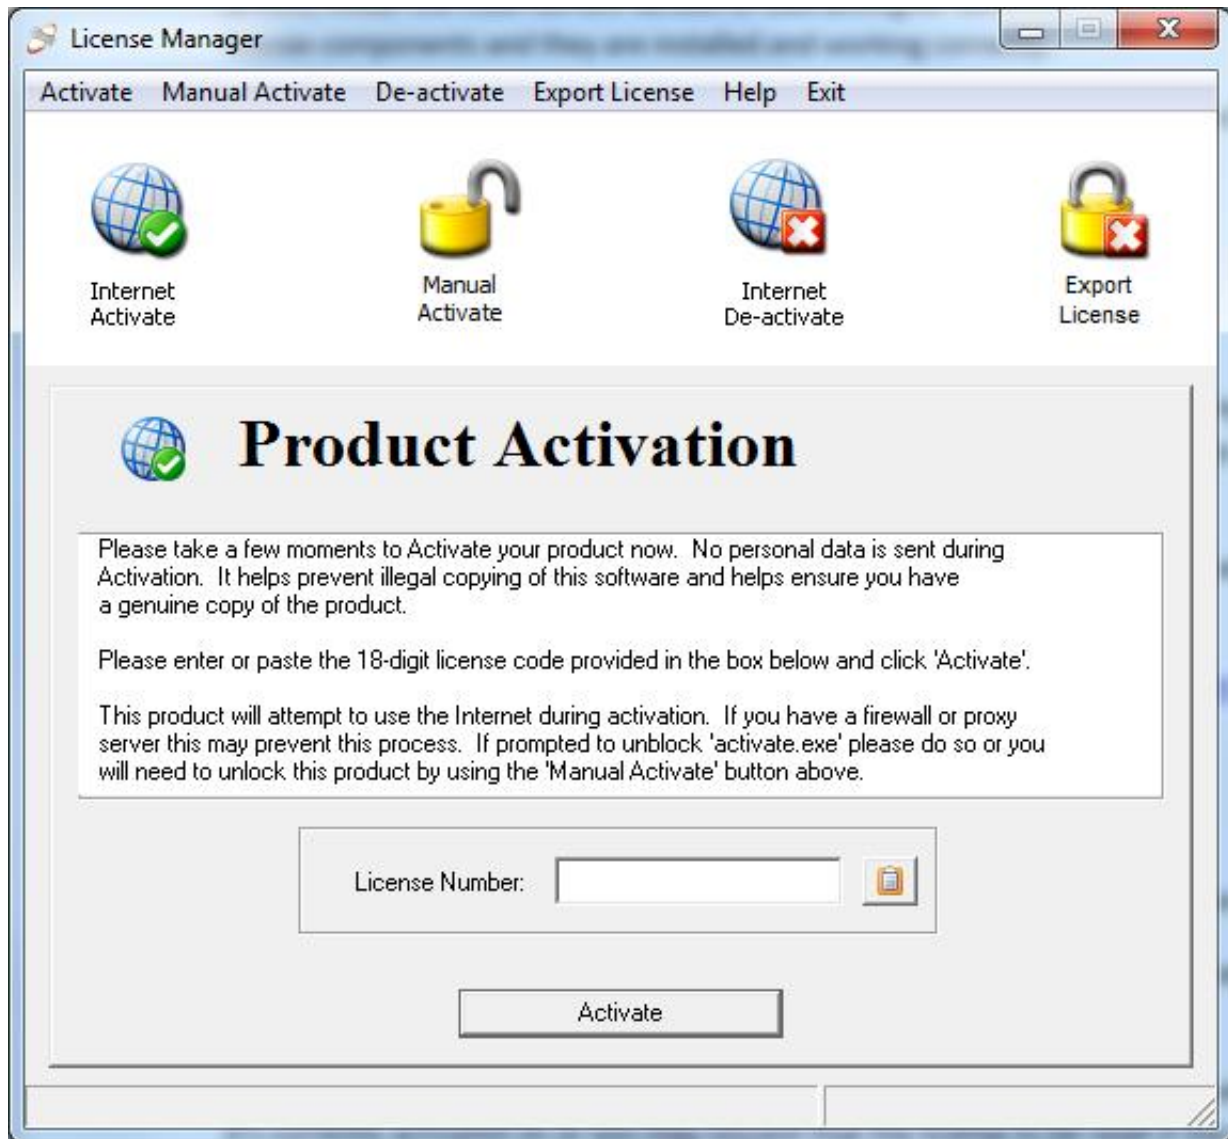 License Manager
Activate Manual Activate De-activate Export License Help Exit
Internet
Activate
Manual
Activate
Internet
De-activate
Export
License
Product Activation
Please take a few moments to Activate your product now. No personal data is sent during
Activation. It helps prevent illegal copying of this software and helps ensure you have
a genuine copy of the product.
Please enter or paste the 18-digit license code provided in the box below and click 'Activate'.
This product will attempt to use the Internet during activation. If you have a firewall or proxy
server this may prevent this process. If prompted to unblock 'activate.exe' please do so or you
will need to unlock this product by using the 'Manual Activate' button above.
License Number:
Activate